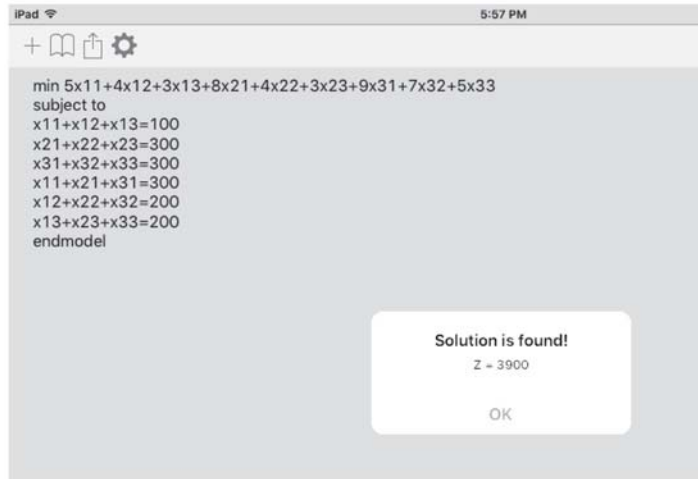 iPad 5:57 PM
min 5x11+4x12+3x13+8x21+4x22+3x23+9x31+7x32+5x33
subject to
x11+x12+x13=100
x21+x22+x23=300
x31+x32+x33=300
x11+x21+x31=300
x12+x22+x32=200
x13+x23+x33=200
endmodel
Solution is found!
Z = 3900
OK